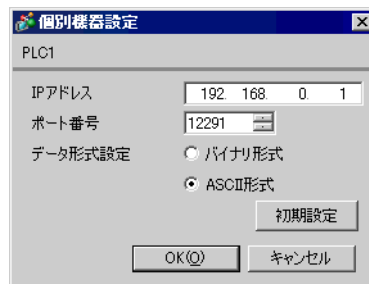 個別機器設定
PLC1
IPアドレス 192. 168. 0. 1
ポート番号 12291
データ形式設定 バイナリ形式
ASCII形式
初期設定
OK(O) キャンセル